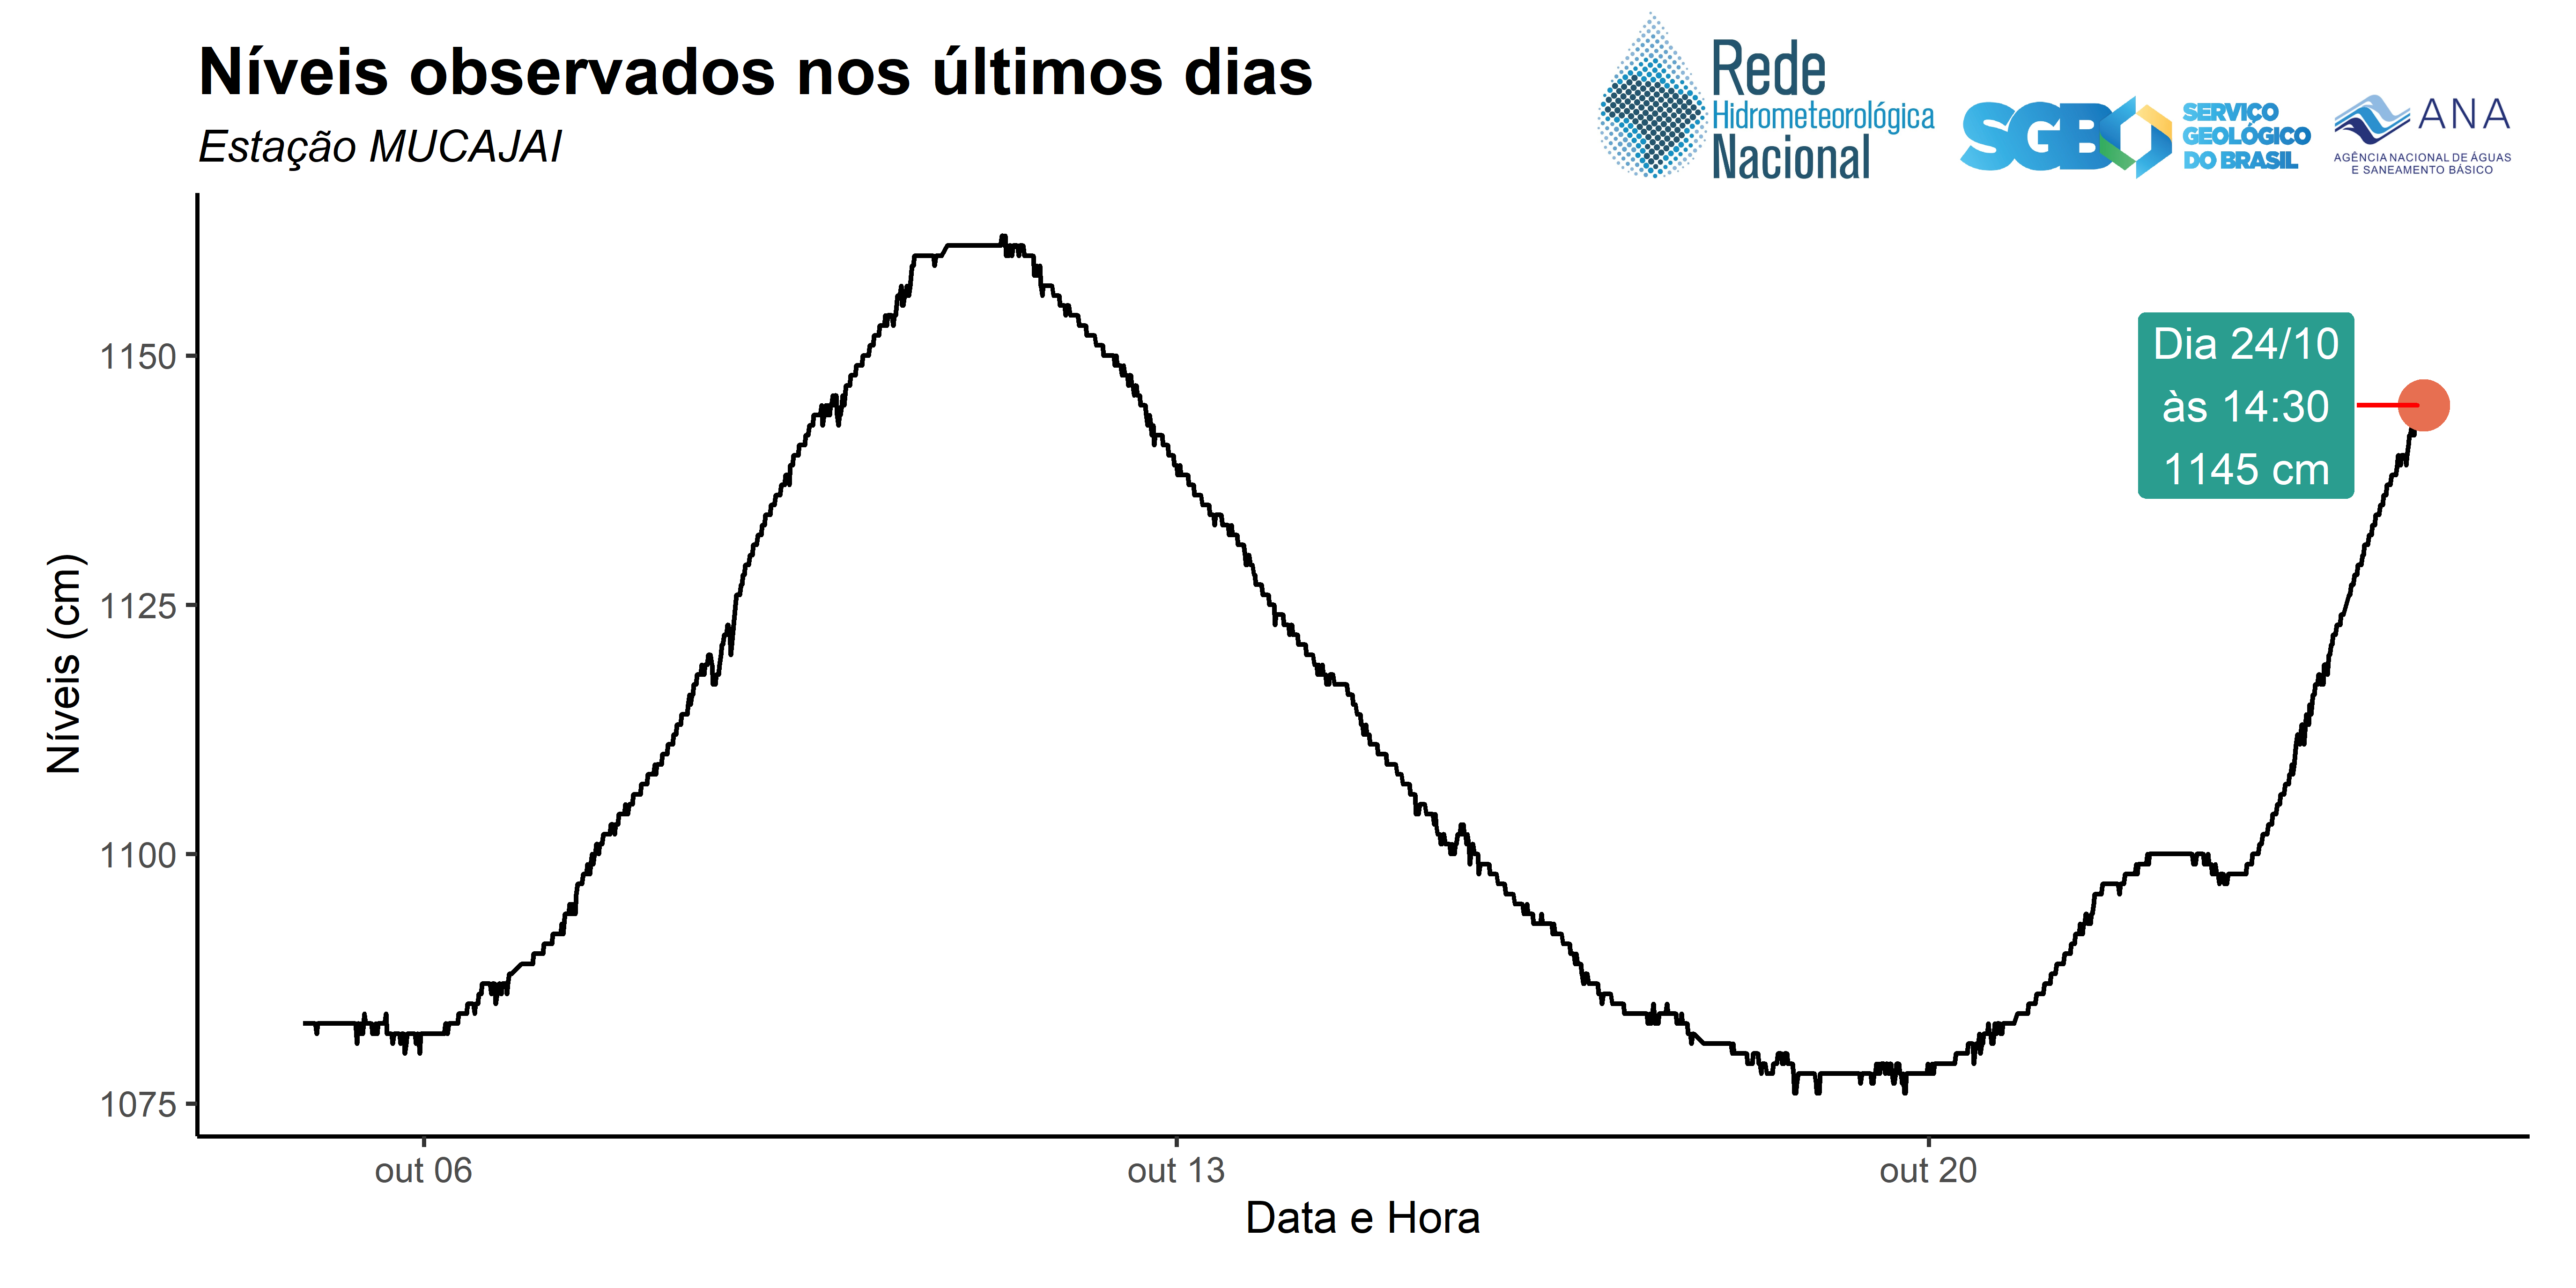 Níveis observados nos últimos dias
Estação MUCAJAI
Rede
Hidrometeorológica
Nacional
SGB
SERVIÇO
GEOLÓGICO
DO BRASIL
ANA
AGÊNCIA NACIONAL DE ÁGUAS
E SANEAMENTO BÁSICO
Níveis (cm)
1150
1125
1100
1075
Dia 24/10
às 14:30
1145 cm
out 06
out 13
out 20
Data e Hora